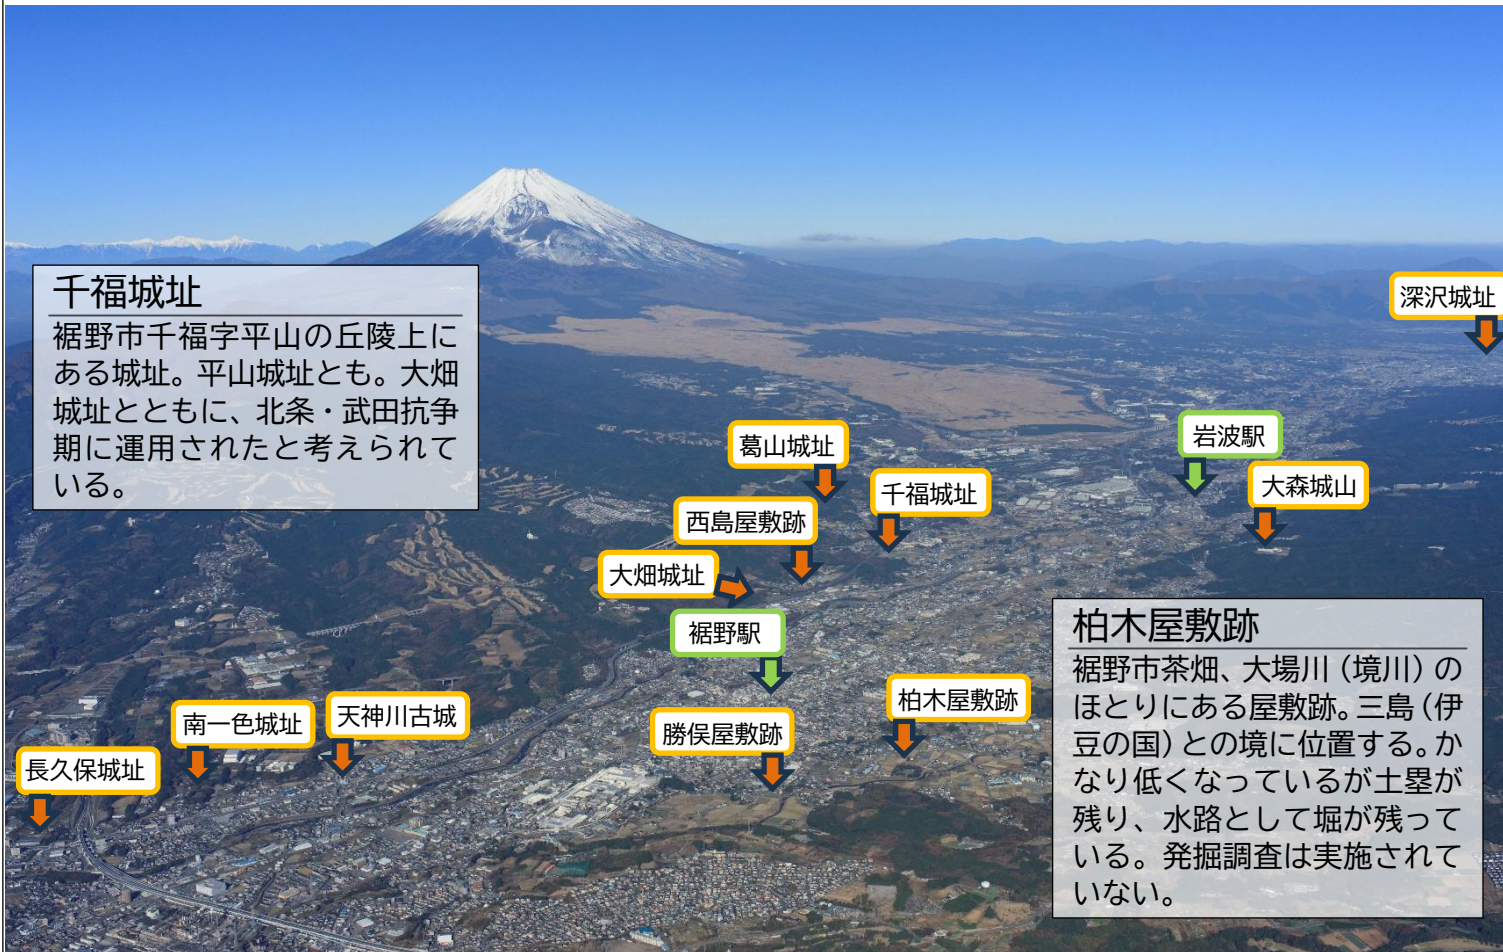 千福城址
裾野市千福字平山の丘陵上に
ある城址。平山城址とも。大畑
城址とともに、北条・武田抗争
期に運用されたと考えられて
いる。
深沢城址
岩波駅
葛山城址
千福城址
大森城山
西島屋敷跡
大畑城址
裾野駅
柏木屋敷跡
勝俣屋敷跡
天神川古城
南一色城址
長久保城址
柏木屋敷跡
裾野市茶畑、大場川（境川）の
ほとりにある屋敷跡。三島（伊
豆の国）との境に位置する。か
なり低くなっているが土塁が
残り、水路として堀が残って
いる。発掘調査は実施されて
いない。